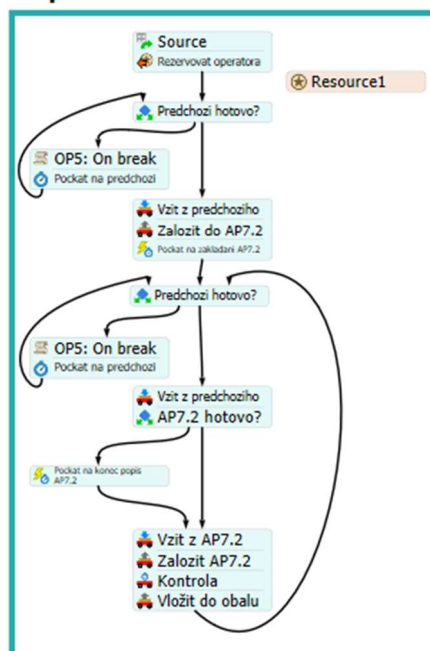 Source
Rezervovat operatora
Resource1
Predchozi hotovo?
OP5: On break
Pockat na predchozi
Vzit z predchoziho
Zalozit do AP7.2
Pockat na zakladani AP7.2
Predchozi hotovo?
OP5: On break
Pockat na predchozi
Vzit z predchoziho
AP7.2 hotovo?
Pockat na konec popis
AP7.2
Vzit z AP7.2
Zalozit AP7.2
Kontrola
Vložit do obalu